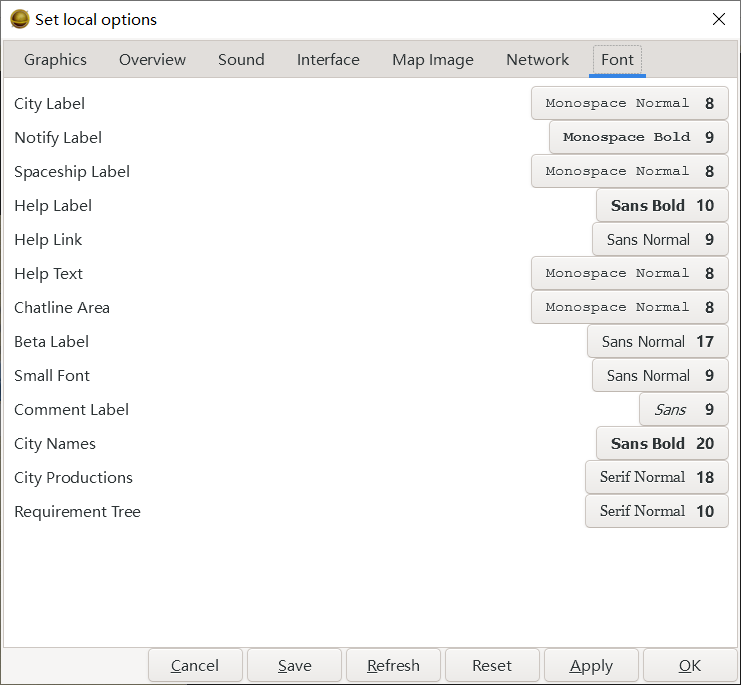 Set local options
Graphics Overview Sound Interface Map Image Network Font
City Label Monospace Normal 8
Notify Label Monospace Bold 9
Spaceship Label Monospace Normal 8
Help Label Sans Bold 10
Help Link Sans Normal 9
Help Text Monospace Normal 8
Chatline Area Monospace Normal 8
Beta Label Sans Normal 17
Small Font Sans Normal 9
Comment Label Sans 9
City Names Sans Bold 20
City Productions Serif Normal 18
Requirement Tree Serif Normal 10
Cancel Save Refresh Reset Apply OK